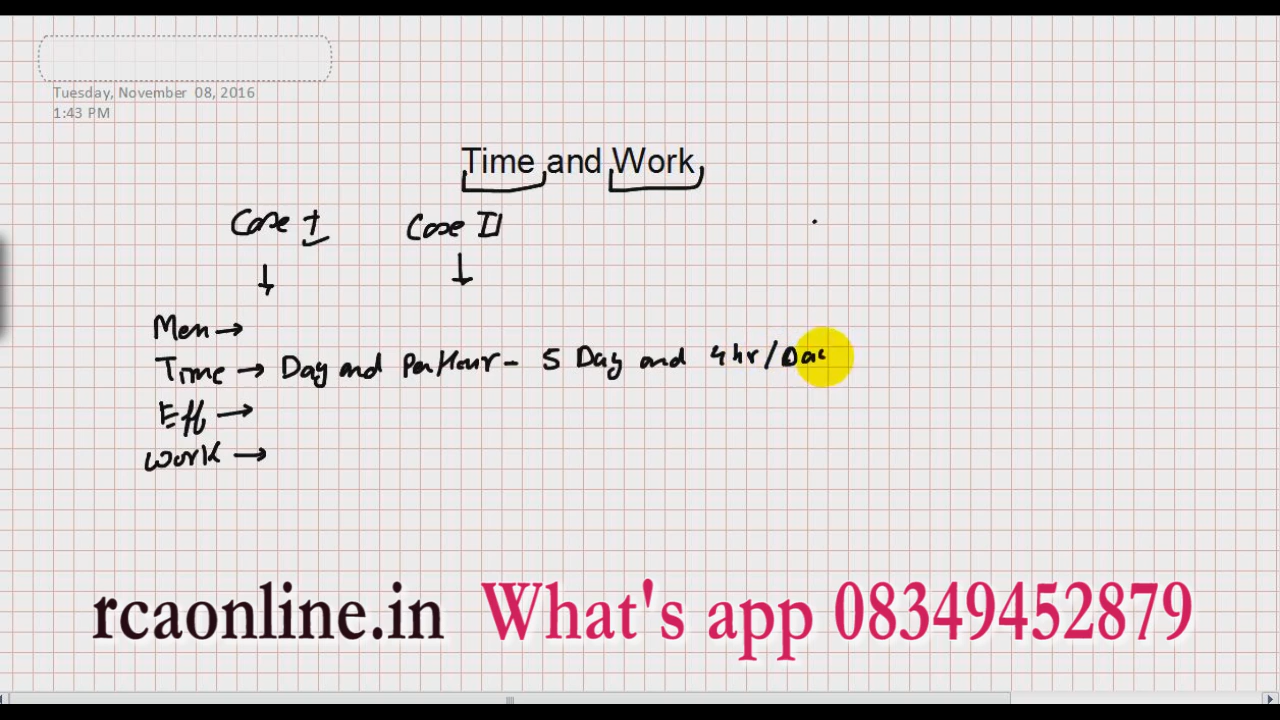 Tuesday, November 08, 2016
1:43 PM
Time and Work
Case I Case II
Men →
Time → Day and Per Hour - 5 Day and 4 hr/Day
Eff →
Work →
rcaonline.in What's app 08349452879